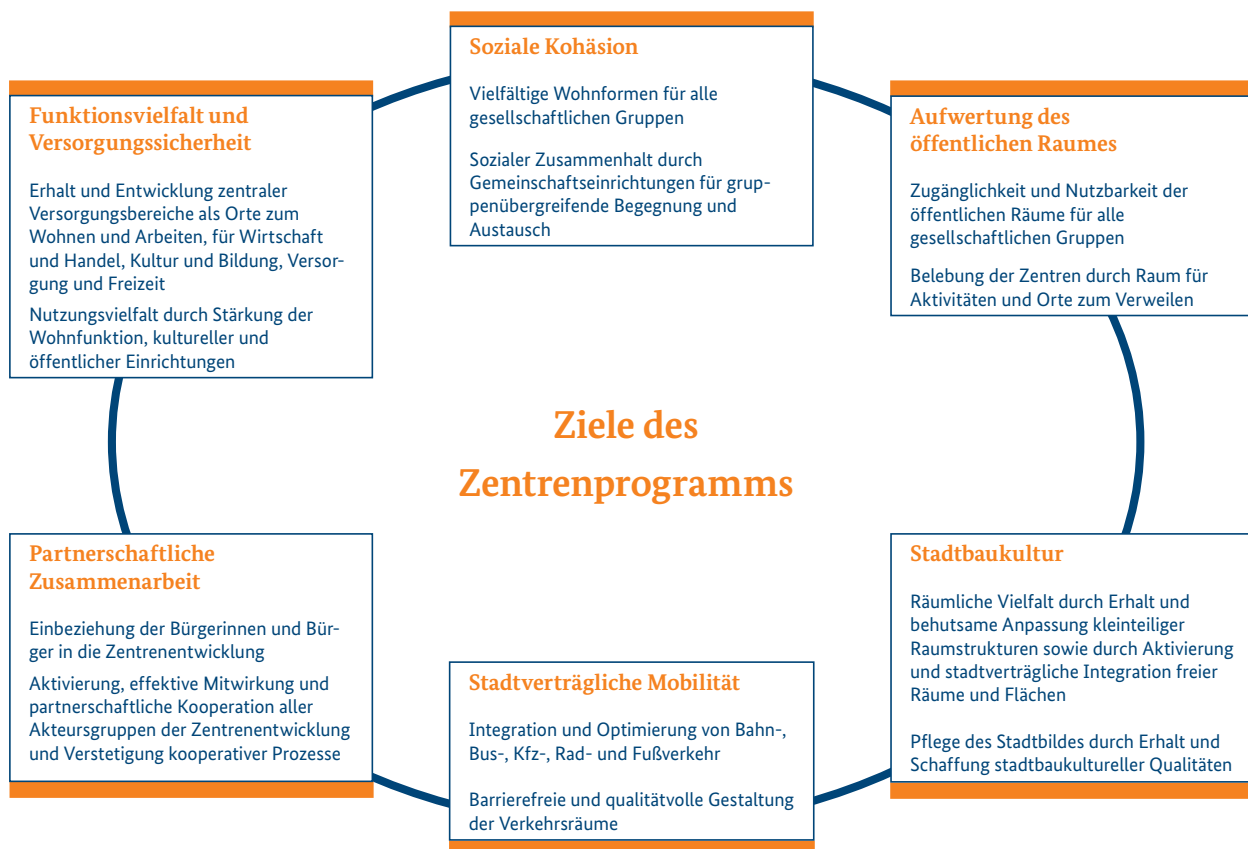 Soziale Kohäsion
Vielfältige Wohnformen für alle
gesellschaftlichen Gruppen
Sozialer Zusammenhalt durch
Gemeinschaftseinrichtungen für grup-
penübergreifende Begegnung und
Austausch
Funktionsvielfalt und
Versorgungssicherheit
Erhalt und Entwicklung zentraler
Versorgungsbereiche als Orte zum
Wohnen und Arbeiten, für Wirtschaft
und Handel, Kultur und Bildung, Versor-
gung und Freizeit
Nutzungsvielfalt durch Stärkung der
Wohnfunktion, kultureller und
öffentlicher Einrichtungen
Aufwertung des
öffentlichen Raumes
Zugänglichkeit und Nutzbarkeit der
öffentlichen Räume für alle
gesellschaftlichen Gruppen
Belebung der Zentren durch Raum für
Aktivitäten und Orte zum Verweilen
Ziele des
Zentrenprogramms
Partnerschaftliche
Zusammenarbeit
Einbeziehung der Bürgerinnen und Bür-
ger in die Zentrenentwicklung
Aktivierung, effektive Mitwirkung und
partnerschaftliche Kooperation aller
Akteursgruppen der Zentrenentwicklung
und Verstetigung kooperativer Prozesse
Stadtverträgliche Mobilität
Integration und Optimierung von Bahn-,
Bus-, Kfz-, Rad- und Fußverkehr
Barrierefreie und qualitätvolle Gestaltung
der Verkehrsräume
Stadtbaukultur
Räumliche Vielfalt durch Erhalt und
behutsame Anpassung kleinteiliger
Raumstrukturen sowie durch Aktivierung
und stadtverträgliche Integration freier
Räume und Flächen
Pflege des Stadtbildes durch Erhalt und
Schaffung stadtbaukultureller Qualitäten